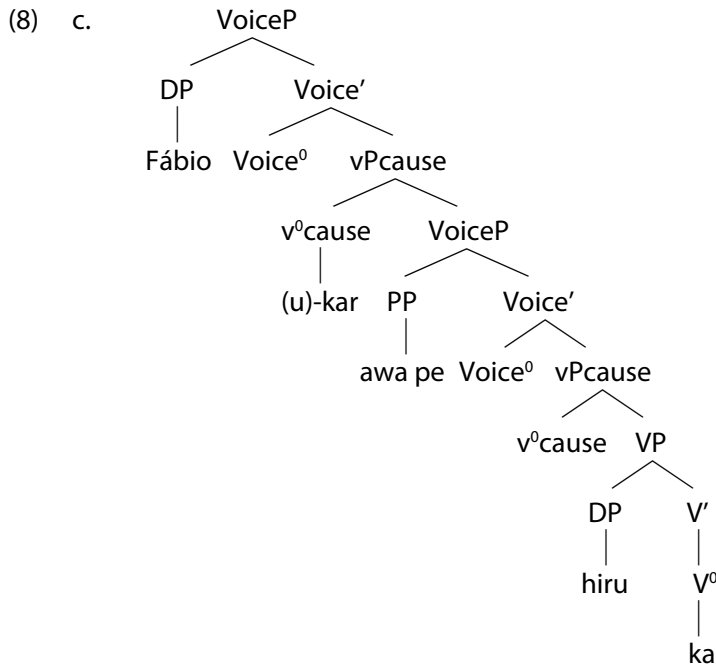 (8) c. VoiceP
DP Voice′
Fábio Voice⁰ vPcause
v⁰cause VoiceP
(u)-kar PP Voice′
awa pe Voice⁰ vPcause
v⁰cause VP
DP V'
hiru V⁰
ka